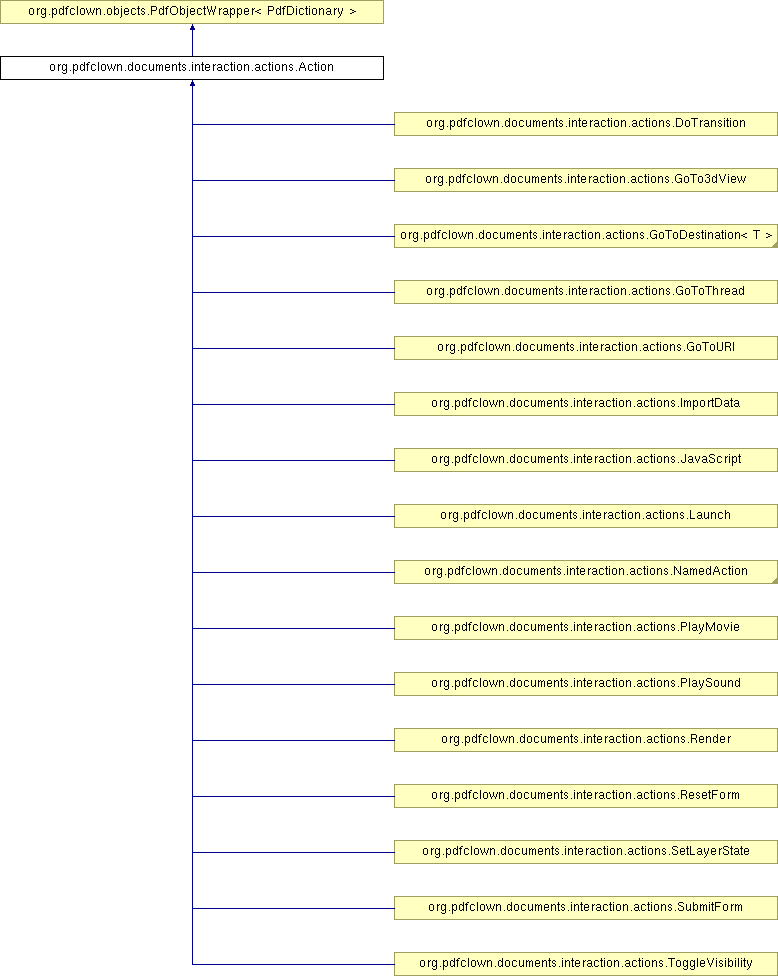 org.pdfclown.objects.PdfObjectWrapper< PdfDictionary >
org.pdfclown.documents.interaction.actions.Action
org.pdfclown.documents.interaction.actions.DoTransition
org.pdfclown.documents.interaction.actions.GoTo3dView
org.pdfclown.documents.interaction.actions.GoToDestination< T >
org.pdfclown.documents.interaction.actions.GoToThread
org.pdfclown.documents.interaction.actions.GoToURI
org.pdfclown.documents.interaction.actions.ImportData
org.pdfclown.documents.interaction.actions.JavaScript
org.pdfclown.documents.interaction.actions.Launch
org.pdfclown.documents.interaction.actions.NamedAction
org.pdfclown.documents.interaction.actions.PlayMovie
org.pdfclown.documents.interaction.actions.PlaySound
org.pdfclown.documents.interaction.actions.Render
org.pdfclown.documents.interaction.actions.ResetForm
org.pdfclown.documents.interaction.actions.SetLayerState
org.pdfclown.documents.interaction.actions.SubmitForm
org.pdfclown.documents.interaction.actions.ToggleVisibility